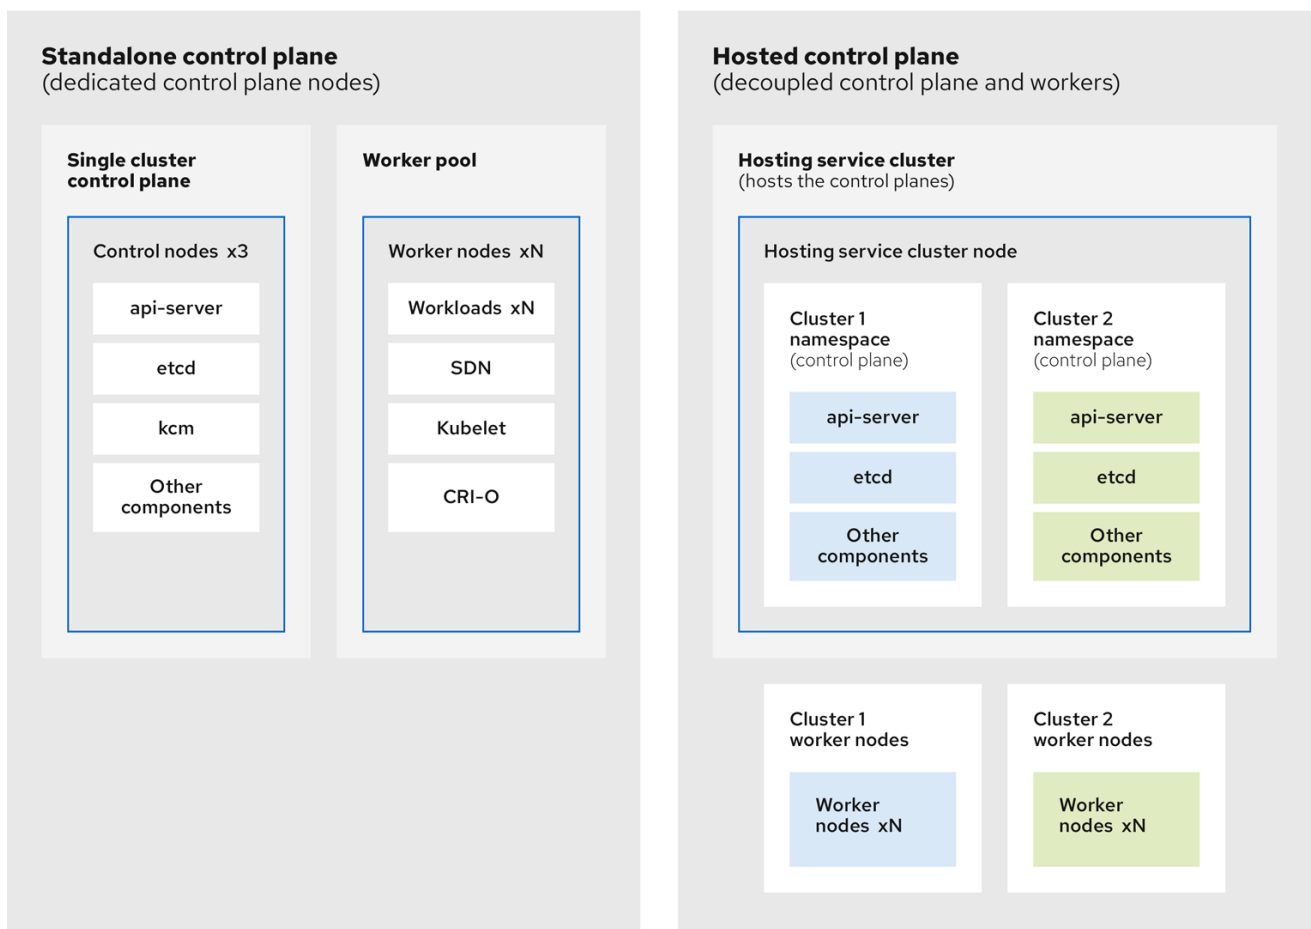 Standalone control plane
(dedicated control plane nodes)
Single cluster
control plane
Control nodes x3
api-server
etcd
kcm
Other
components
Worker pool
Worker nodes xN
Workloads xN
SDN
Kubelet
CRI-O
Hosted control plane
(decoupled control plane and workers)
Hosting service cluster
(hosts the control planes)
Hosting service cluster node
Cluster 1
namespace
(control plane)
api-server
etcd
Other
components
Cluster 2
namespace
(control plane)
api-server
etcd
Other
components
Cluster 1
worker nodes
Worker
nodes xN
Cluster 2
worker nodes
Worker
nodes xN